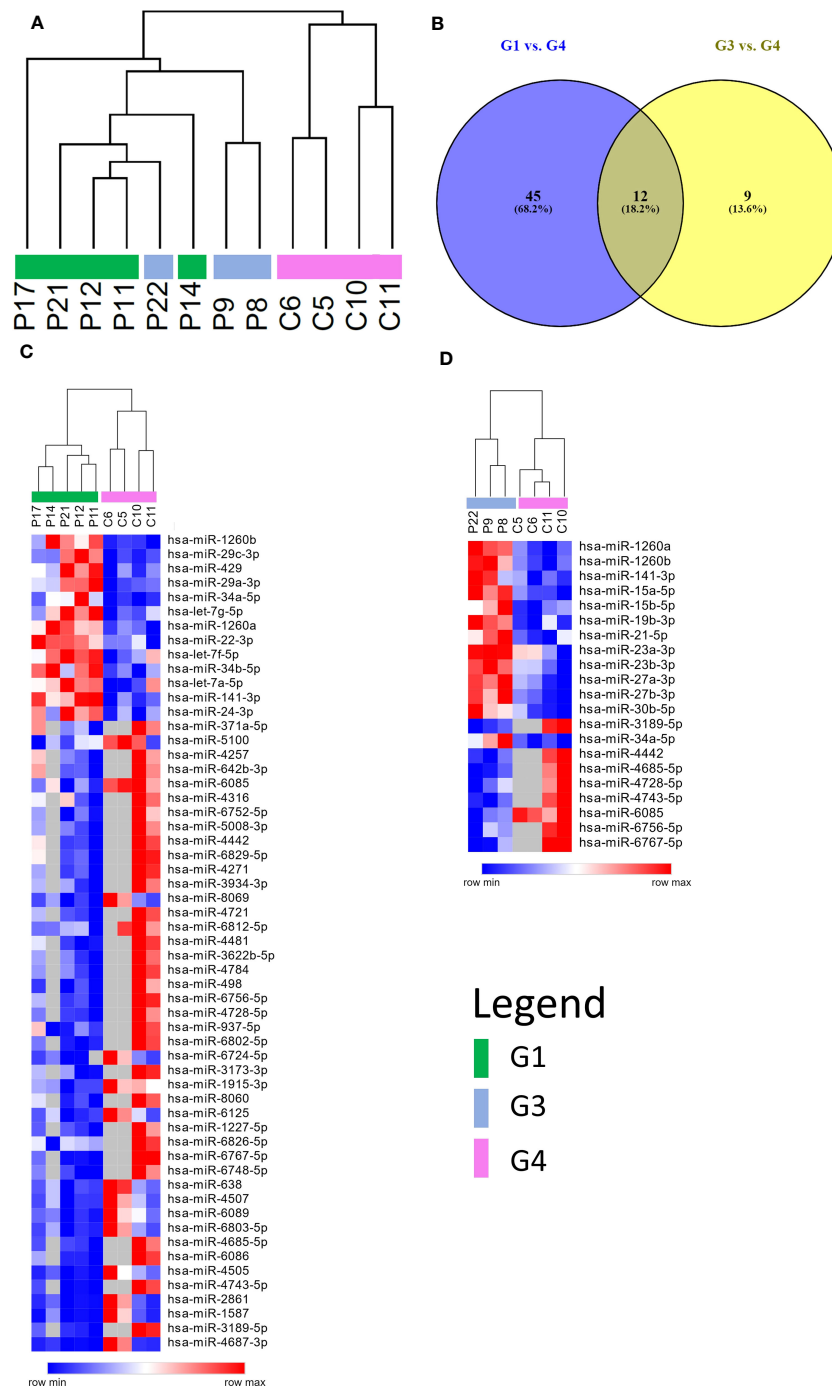 A
P17 P21 P12 P11 P22 P14 P9 P8 C6 C5 C10 C11
B
G1 vs. G4 G3 vs. G4
45 12 9
(68.2%) (18.2%) (13.6%)
C
P17 P14 P21 P12 P11 C6 C5 C10 C11
hsa-miR-1260b
hsa-miR-29c-3p
hsa-miR-429
hsa-miR-29a-3p
hsa-miR-34a-5p
hsa-let-7g-5p
hsa-miR-1260a
hsa-miR-22-3p
hsa-let-7f-5p
hsa-miR-34b-5p
hsa-let-7a-5p
hsa-miR-141-3p
hsa-miR-24-3p
hsa-miR-371a-5p
hsa-miR-5100
hsa-miR-4257
hsa-miR-642b-3p
hsa-miR-6085
hsa-miR-4316
hsa-miR-6752-5p
hsa-miR-5008-3p
hsa-miR-4442
hsa-miR-6829-5p
hsa-miR-4271
hsa-miR-3934-3p
hsa-miR-8069
hsa-miR-4721
hsa-miR-6812-5p
hsa-miR-4481
hsa-miR-3622b-5p
hsa-miR-4784
hsa-miR-498
hsa-miR-6756-5p
hsa-miR-4728-5p
hsa-miR-937-5p
hsa-miR-6802-5p
hsa-miR-6724-5p
hsa-miR-3173-3p
hsa-miR-1915-3p
hsa-miR-8060
hsa-miR-6125
hsa-miR-1227-5p
hsa-miR-6826-5p
hsa-miR-6767-5p
hsa-miR-6748-5p
hsa-miR-638
hsa-miR-4507
hsa-miR-6089
hsa-miR-6803-5p
hsa-miR-4685-5p
hsa-miR-6086
hsa-miR-4505
hsa-miR-4743-5p
hsa-miR-2861
hsa-miR-1587
hsa-miR-3189-5p
hsa-miR-4687-3p
row min row max
D
P22 P9 P8 C5 C6 C11 C10
hsa-miR-1260a
hsa-miR-1260b
hsa-miR-141-3p
hsa-miR-15a-5p
hsa-miR-15b-5p
hsa-miR-19b-3p
hsa-miR-21-5p
hsa-miR-23a-3p
hsa-miR-23b-3p
hsa-miR-27a-3p
hsa-miR-27b-3p
hsa-miR-30b-5p
hsa-miR-3189-5p
hsa-miR-34a-5p
hsa-miR-4442
hsa-miR-4685-5p
hsa-miR-4728-5p
hsa-miR-4743-5p
hsa-miR-6085
hsa-miR-6756-5p
hsa-miR-6767-5p
row min row max
Legend
G1
G3
G4